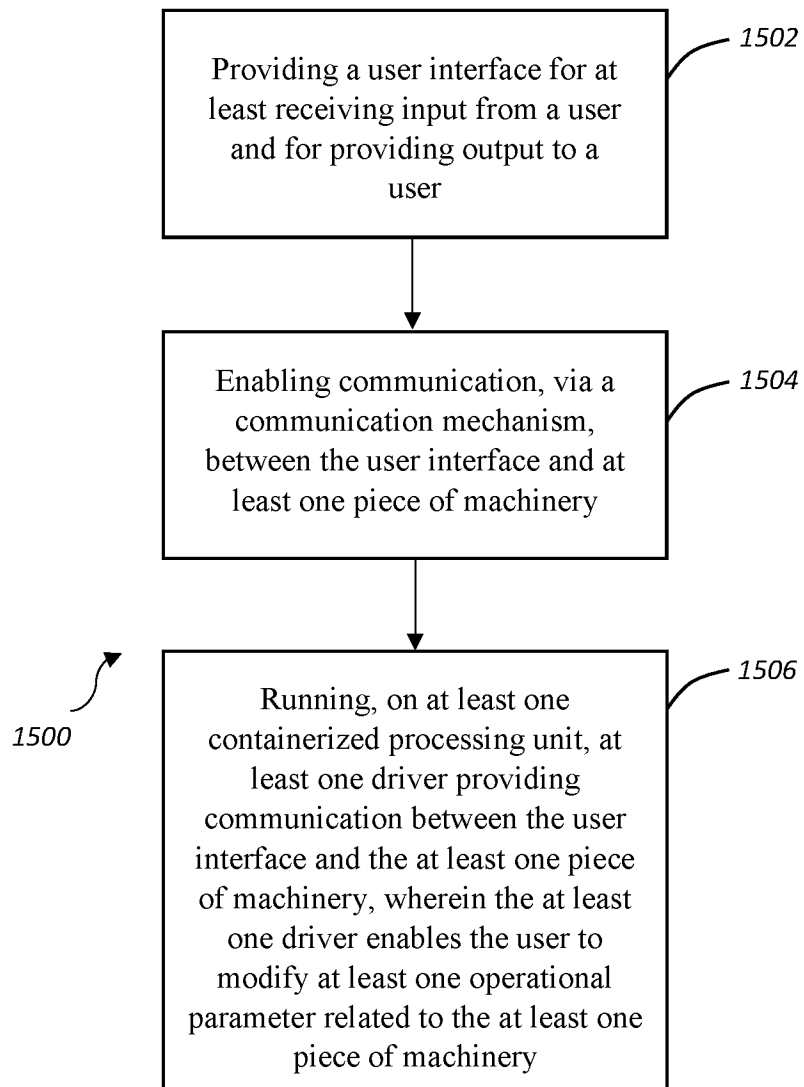 1502
Providing a user interface for at
least receiving input from a user
and for providing output to a
user
1504
Enabling communication, via a
communication mechanism,
between the user interface and at
least one piece of machinery
1506
Running, on at least one
containerized processing unit, at
least one driver providing
communication between the user
interface and the at least one piece
of machinery, wherein the at least
one driver enables the user to
modify at least one operational
parameter related to the at least one
piece of machinery
1500